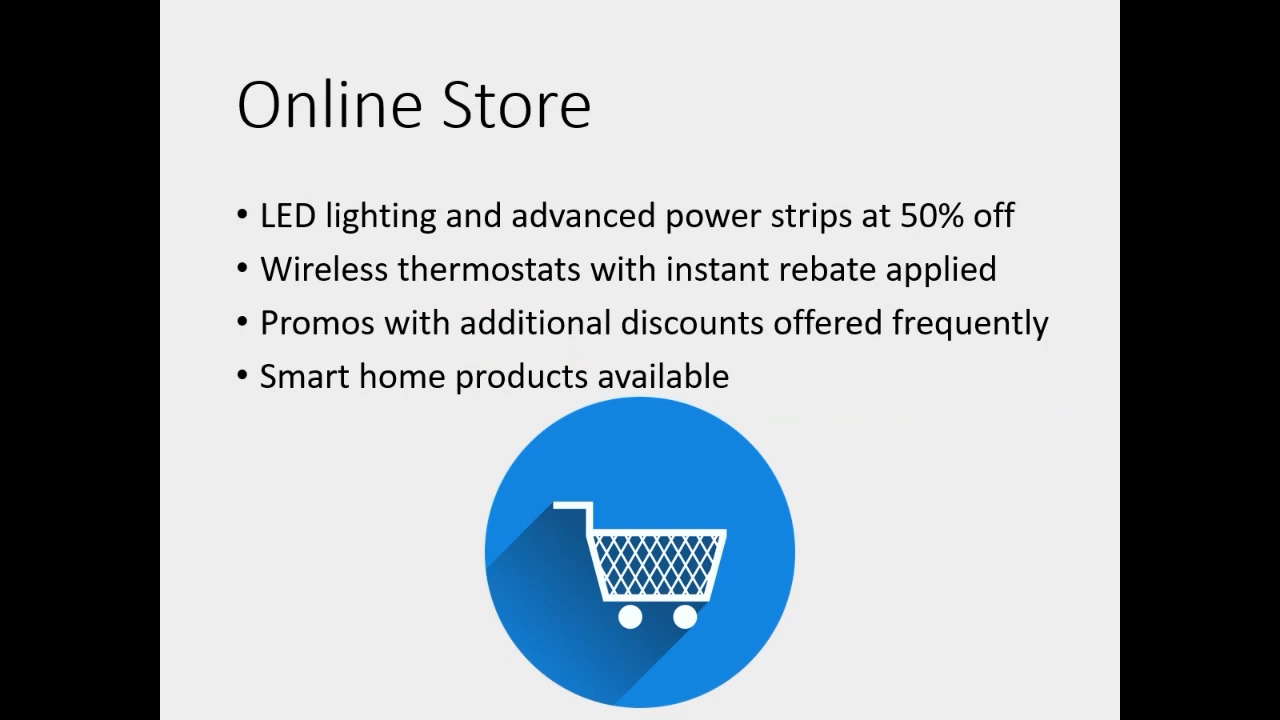 Online Store
• LED lighting and advanced power strips at 50% off
• Wireless thermostats with instant rebate applied
• Promos with additional discounts offered frequently
• Smart home products available